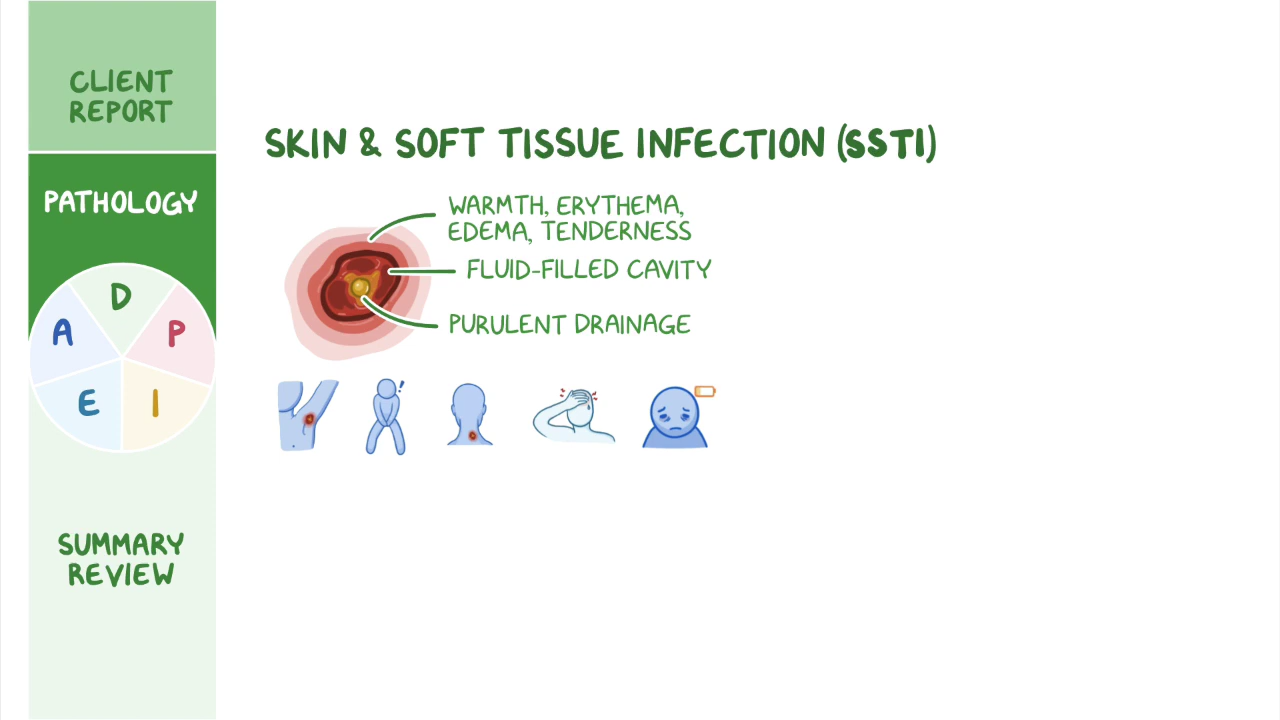 CLIENT
REPORT
PATHOLOGY
D
A
P
E
I
SUMMARY
REVIEW
SKIN & SOFT TISSUE INFECTION (SSTI)
WARMTH, ERYTHEMA,
EDEMA, TENDERNESS
FLUID-FILLED CAVITY
PURULENT DRAINAGE
!